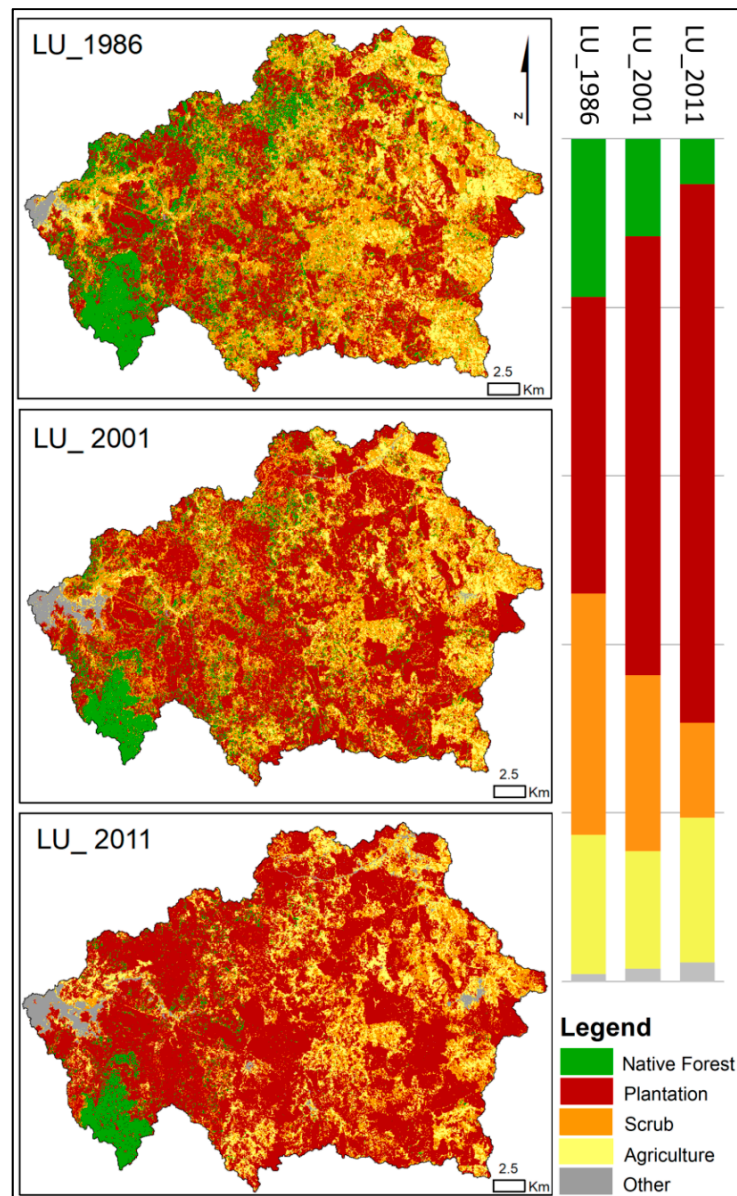 LU_1986
z
2.5
Km
LU_ 2001
2.5
Km
LU_ 2011
2.5
Km
LU_1986
LU_2001
LU_2011
Legend
Native Forest
Plantation
Scrub
Agriculture
Other